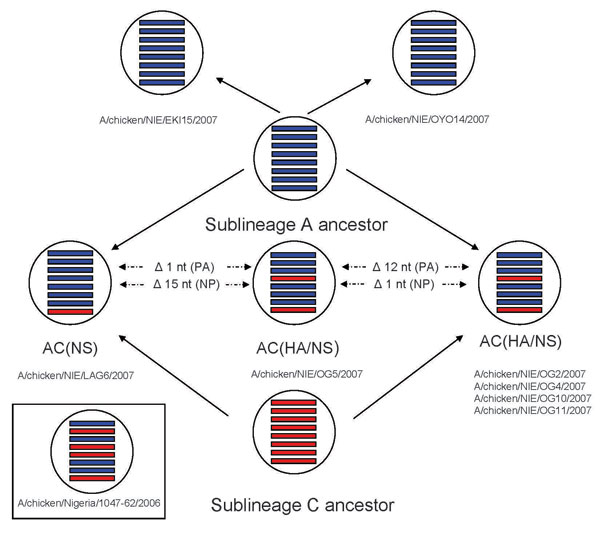 A/chicken/NIE/EKI15/2007
A/chicken/NIE/OYO14/2007
Sublineage A ancestor
Δ 1 nt (PA)
Δ 15 nt (NP)
Δ 12 nt (PA)
Δ 1 nt (NP)
AC(NS)
AC(HA/NS)
AC(HA/NS)
A/chicken/NIE/LAG6/2007
A/chicken/NIE/OG5/2007
A/chicken/NIE/OG2/2007
A/chicken/NIE/OG4/2007
A/chicken/NIE/OG10/2007
A/chicken/NIE/OG11/2007
A/chicken/Nigeria/1047-62/2006
Sublineage C ancestor